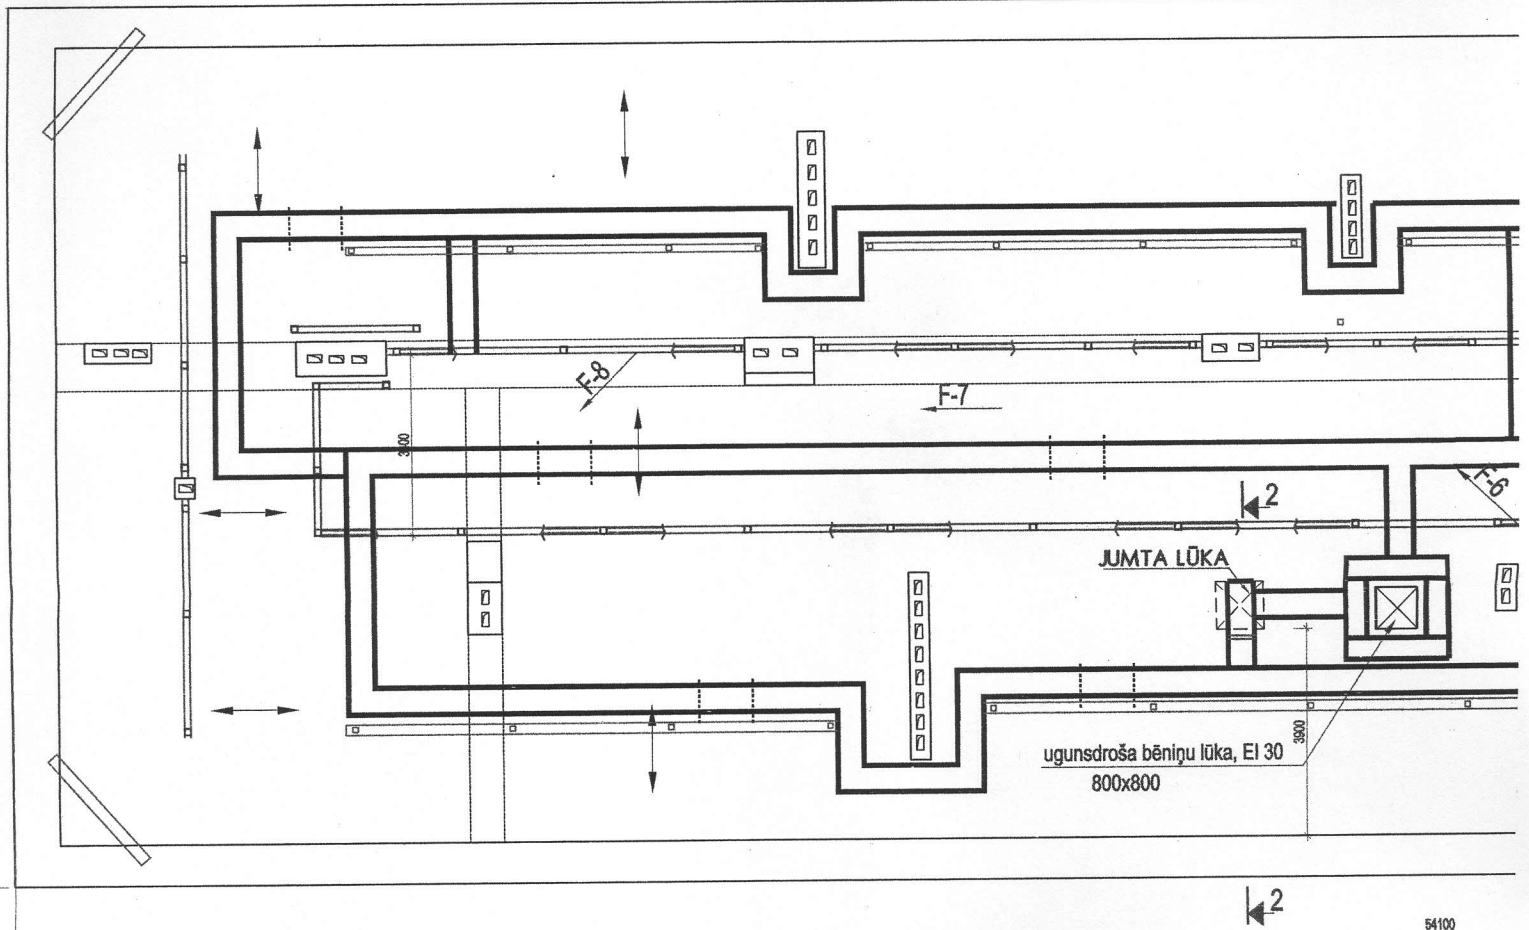 F-8
F-7
3900
2
F-6
JUMTA LŪKA
3900
ugunsdroša bēniņu lūka, EI 30
800x800
2
54100